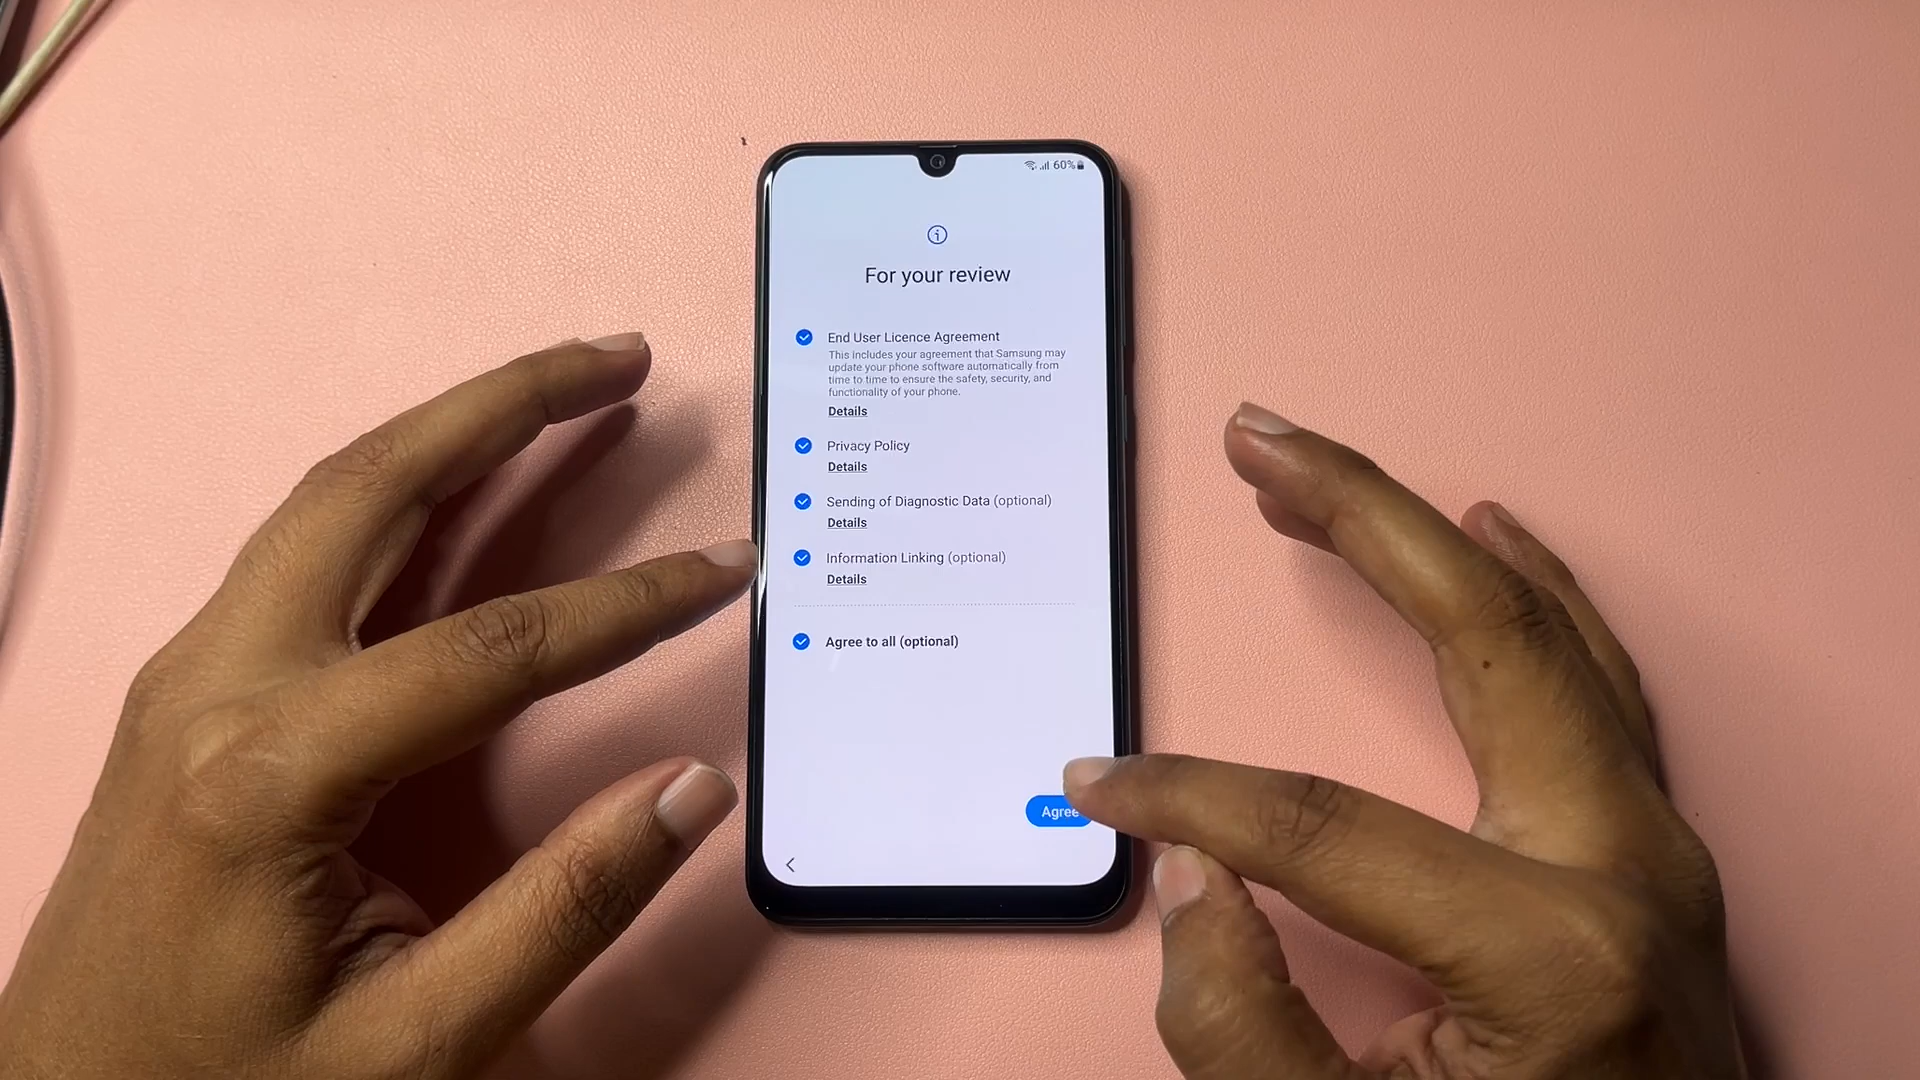 60%
For your review
End User Licence Agreement
This includes your agreement that Samsung may
update your phone software automatically from
time to time to ensure the safety, security, and
functionality of your phone.
Details
Privacy Policy
Details
Sending of Diagnostic Data (optional)
Details
Information Linking (optional)
Details
Agree to all (optional)
Agree